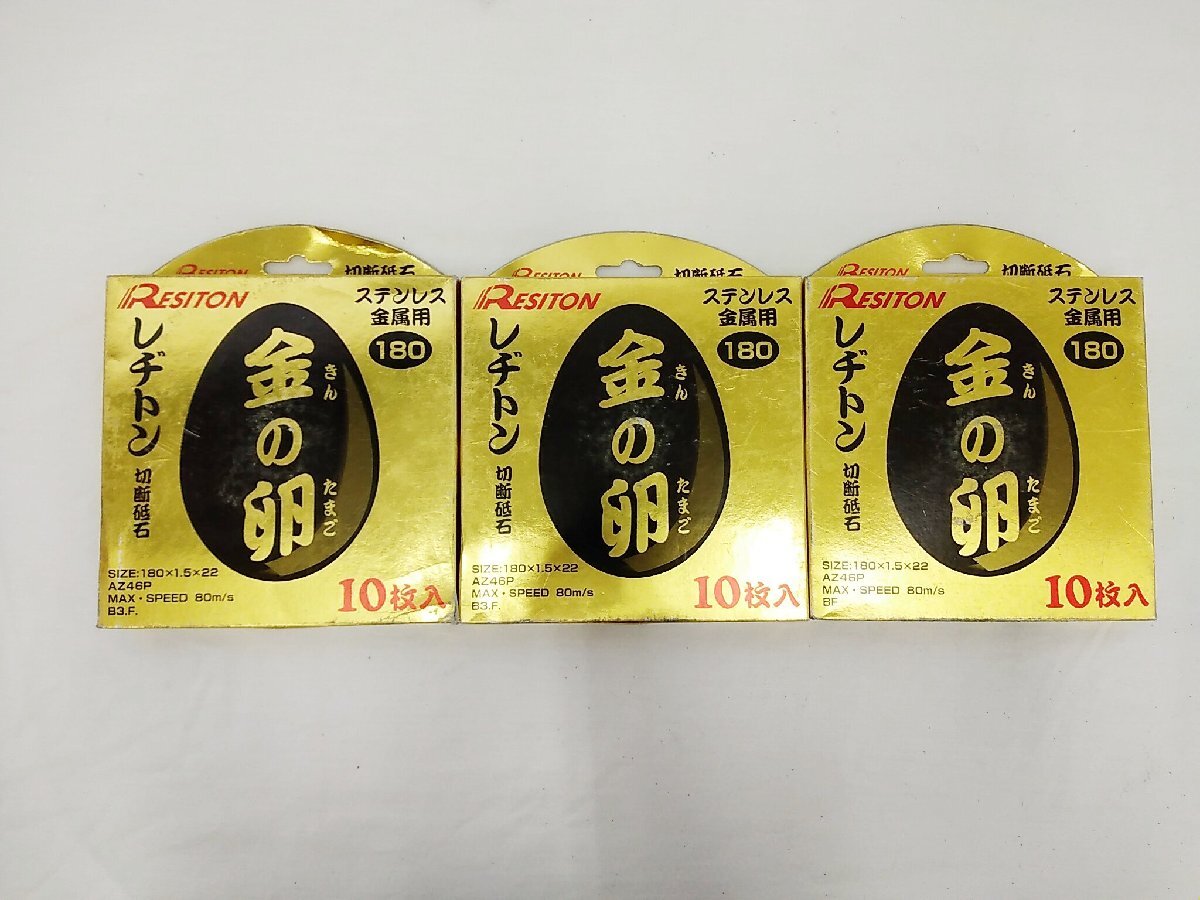 RESITON
切断砥石
RESITON
ステンレス
金属用
180
レヂトン
切断砥石
金の卵
きん
たまご
SIZE:180×1.5×22
AZ46P
MAX・SPEED 80m/s
B3.F.
10枚入
RESITON
切断砥石
RESITON
ステンレス
金属用
180
レヂトン
切断砥石
金の卵
きん
たまご
SIZE:180×1.5×22
AZ46P
MAX・SPEED 80m/s
B3.F.
10枚入
RESITON
切断砥石
RESITON
ステンレス
金属用
180
レヂトン
切断砥石
金の卵
きん
たまご
SIZE:180×1.5×22
AZ46P
MAX・SPEED 80m/s
BF
10枚入